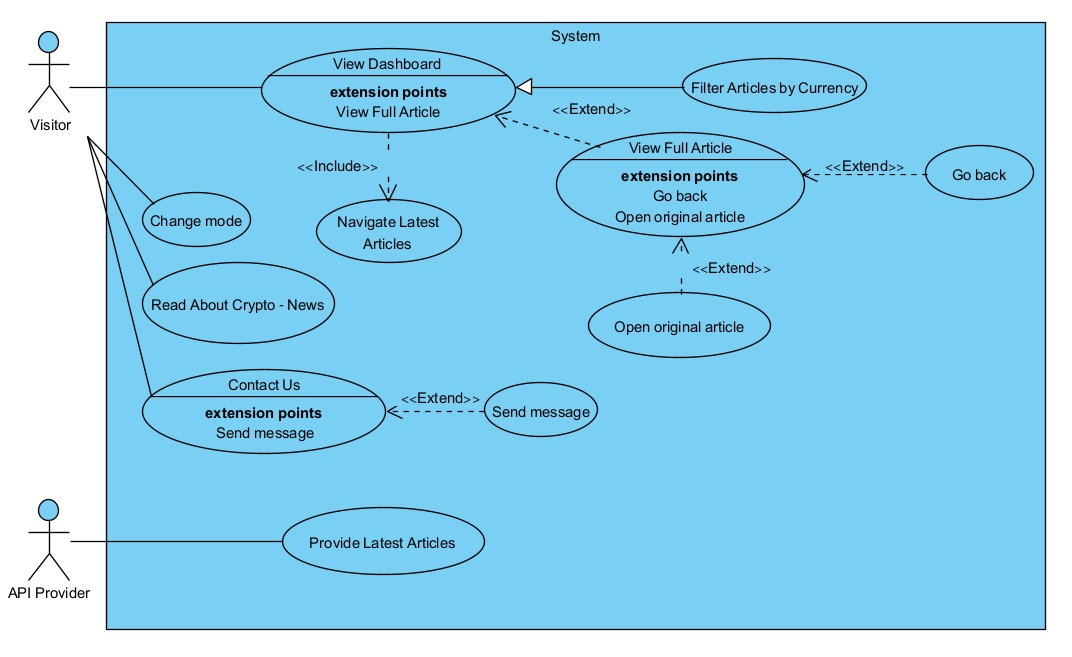 System
View Dashboard
extension points
View Full Article
Filter Articles by Currency
<<Extend>>
Visitor
View Full Article
extension points
Go back
Open original article
<<Extend>>
Go back
<<Include>>
Navigate Latest
Articles
Change mode
<<Extend>>
Read About Crypto - News
Open original article
Contact Us
extension points
Send message
<<Extend>>
Send message
Provide Latest Articles
API Provider